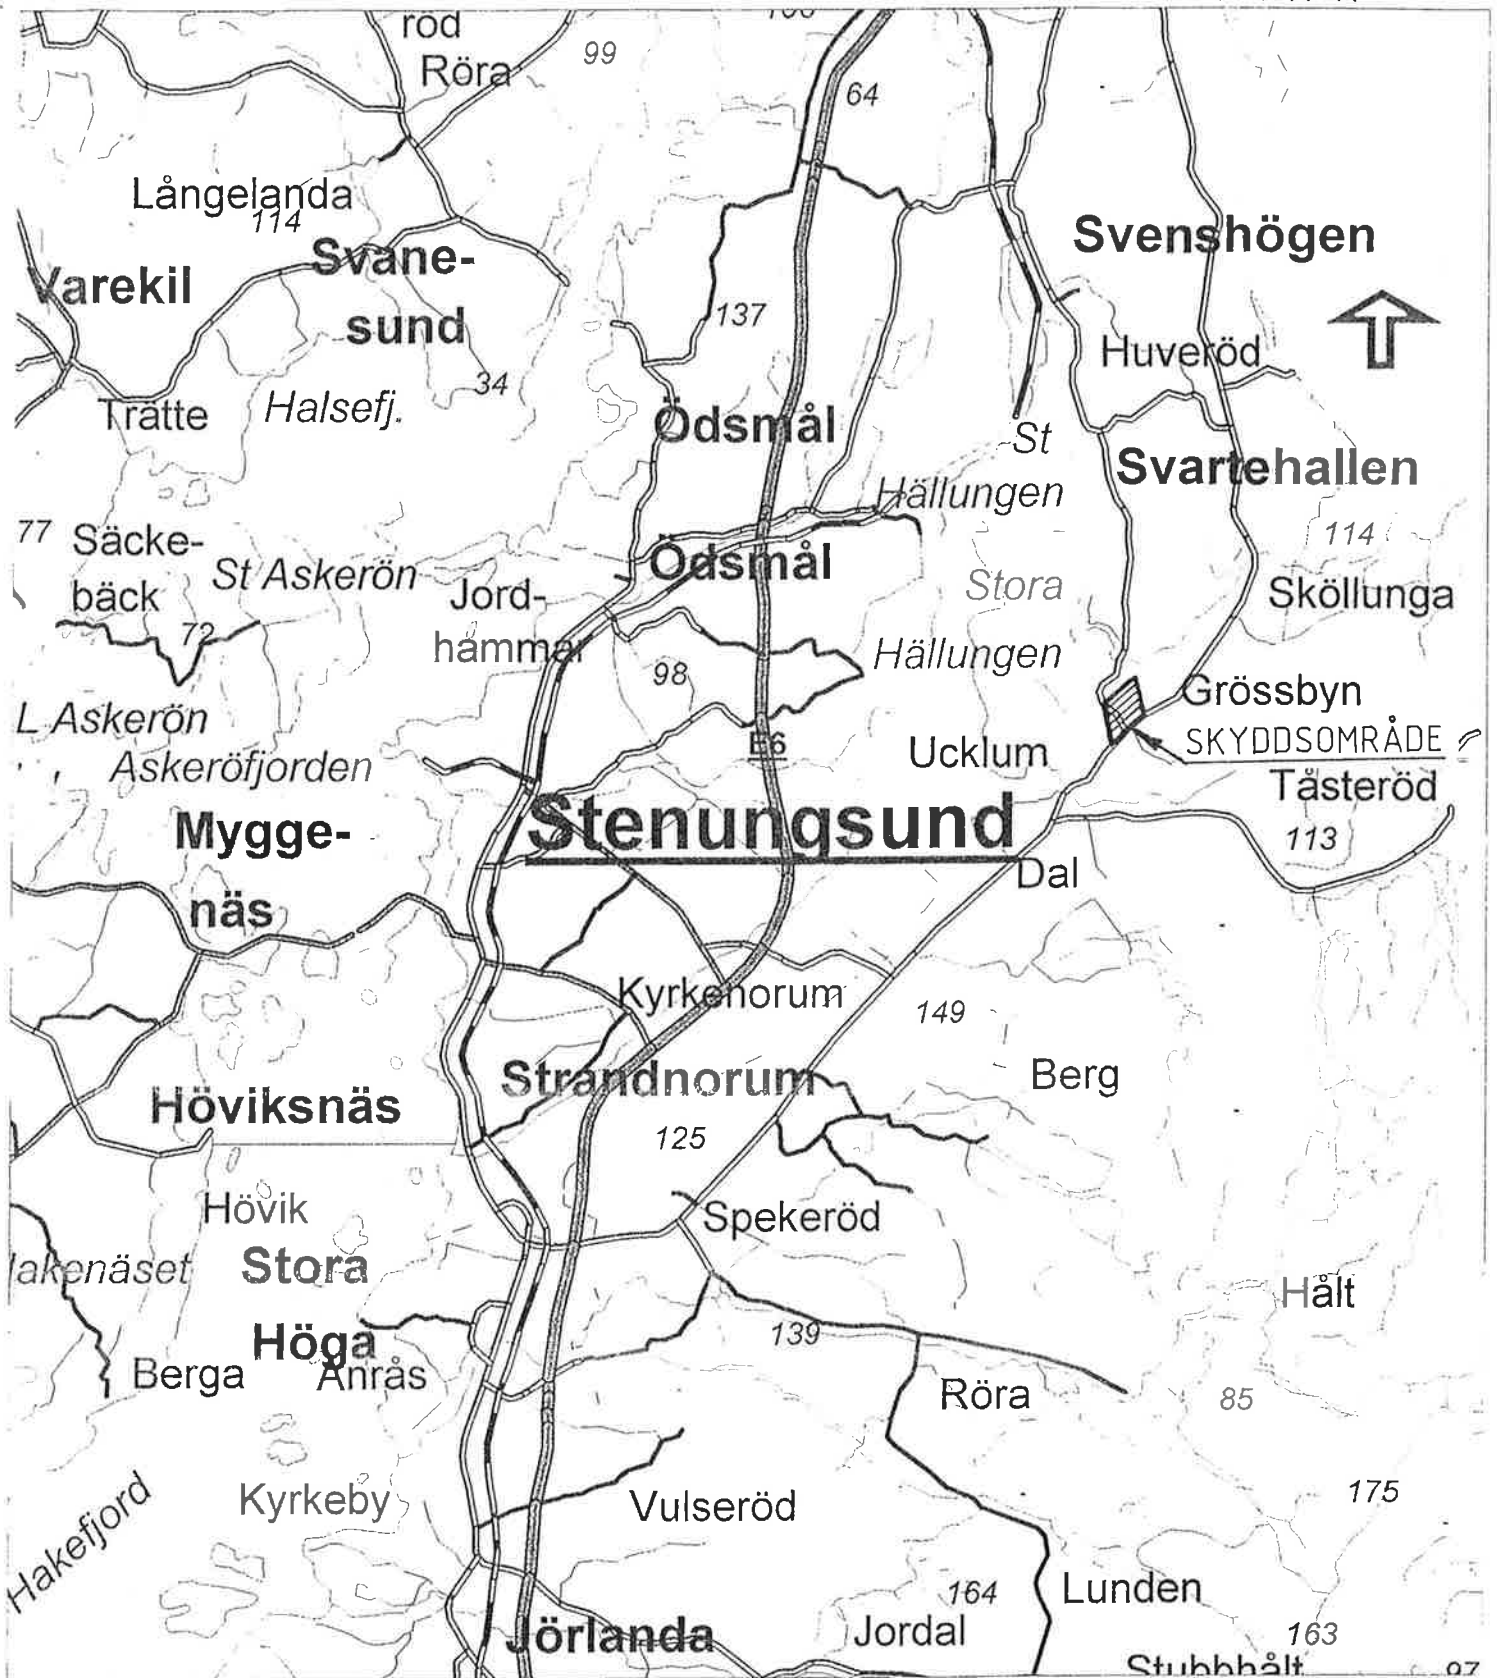 röd
Röra
99
64
Långelanda
114
Svenshögen
Varekil
Svane-
sund
137
Huveröd
34
Trätte
Halsefj.
Ödsmål
St
Hällungen
Svartehallen
77
Säcke-
bäck
114
St Askerön
Jord-
hammar
Ödsmål
Stora
Hällungen
Sköllunga
72
98
L Askerön
Askeröfjorden
Grössbyn
SKYDDSOMRÅDE
E6
Ucklum
Tåsteröd
Mygge-
näs
Stenungsund
113
Dal
Kyrkenorum
149
Höviksnäs
Strandnorum
Berg
125
Hövik
Spekeröd
Stora
Höga
Hålt
139
Berga
Anrås
Röra
85
175
Kyrkeby
Vulseröd
Hakefjord
164
Lunden
Jörlanda
Jordal
163
Stubbhålt
97